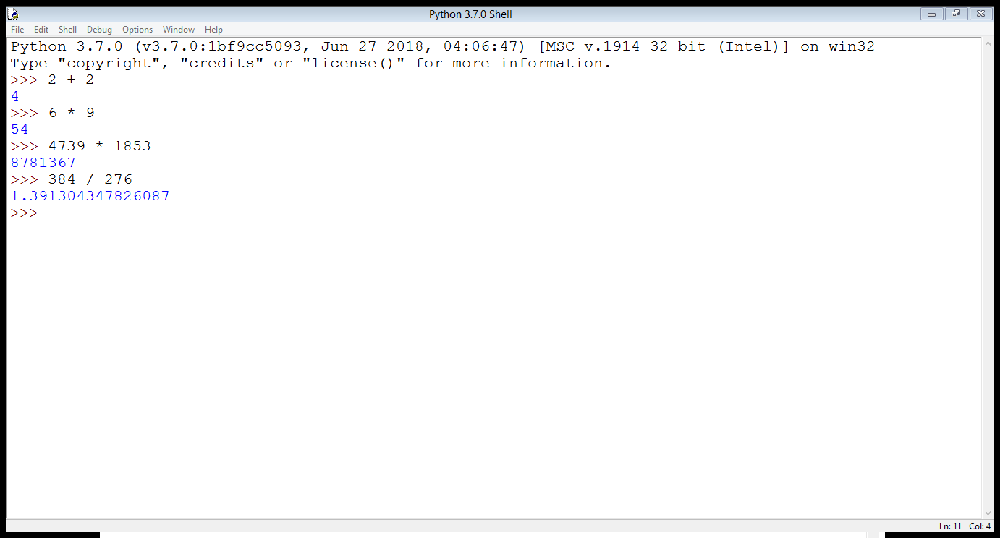 Python 3.7.0 Shell
File Edit Shell Debug Options Window Help
Python 3.7.0 (v3.7.0:1bf9cc5093, Jun 27 2018, 04:06:47) [MSC v.1914 32 bit (Intel)] on win32
Type "copyright", "credits" or "license()" for more information.
>>> 2 + 2
4
>>> 6 * 9
54
>>> 4739 * 1853
8781367
>>> 384 / 276
1.391304347826087
>>>
Ln: 11 Col: 4